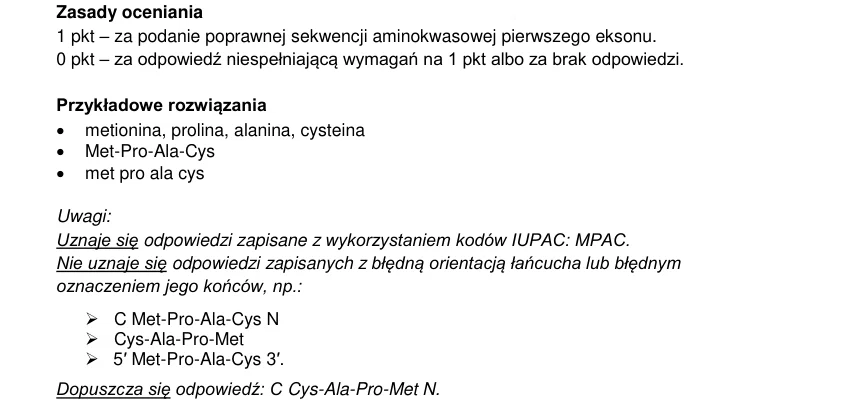 Zasady oceniania
1 pkt – za podanie poprawnej sekwencji aminokwasowej pierwszego eksonu.
0 pkt – za odpowiedź niespełniającą wymagań na 1 pkt albo za brak odpowiedzi.
Przykładowe rozwiązania
• metionina, prolina, alanina, cysteina
• Met-Pro-Ala-Cys
• met pro ala cys
Uwagi:
Uznaje się odpowiedzi zapisane z wykorzystaniem kodów IUPAC: MPAC.
Nie uznaje się odpowiedzi zapisanych z błędną orientacją łańcucha lub błędnym
oznaczeniem jego końców, np.:
➢ C Met-Pro-Ala-Cys N
➢ Cys-Ala-Pro-Met
➢ 5′ Met-Pro-Ala-Cys 3′.
Dopuszcza się odpowiedź: C Cys-Ala-Pro-Met N.